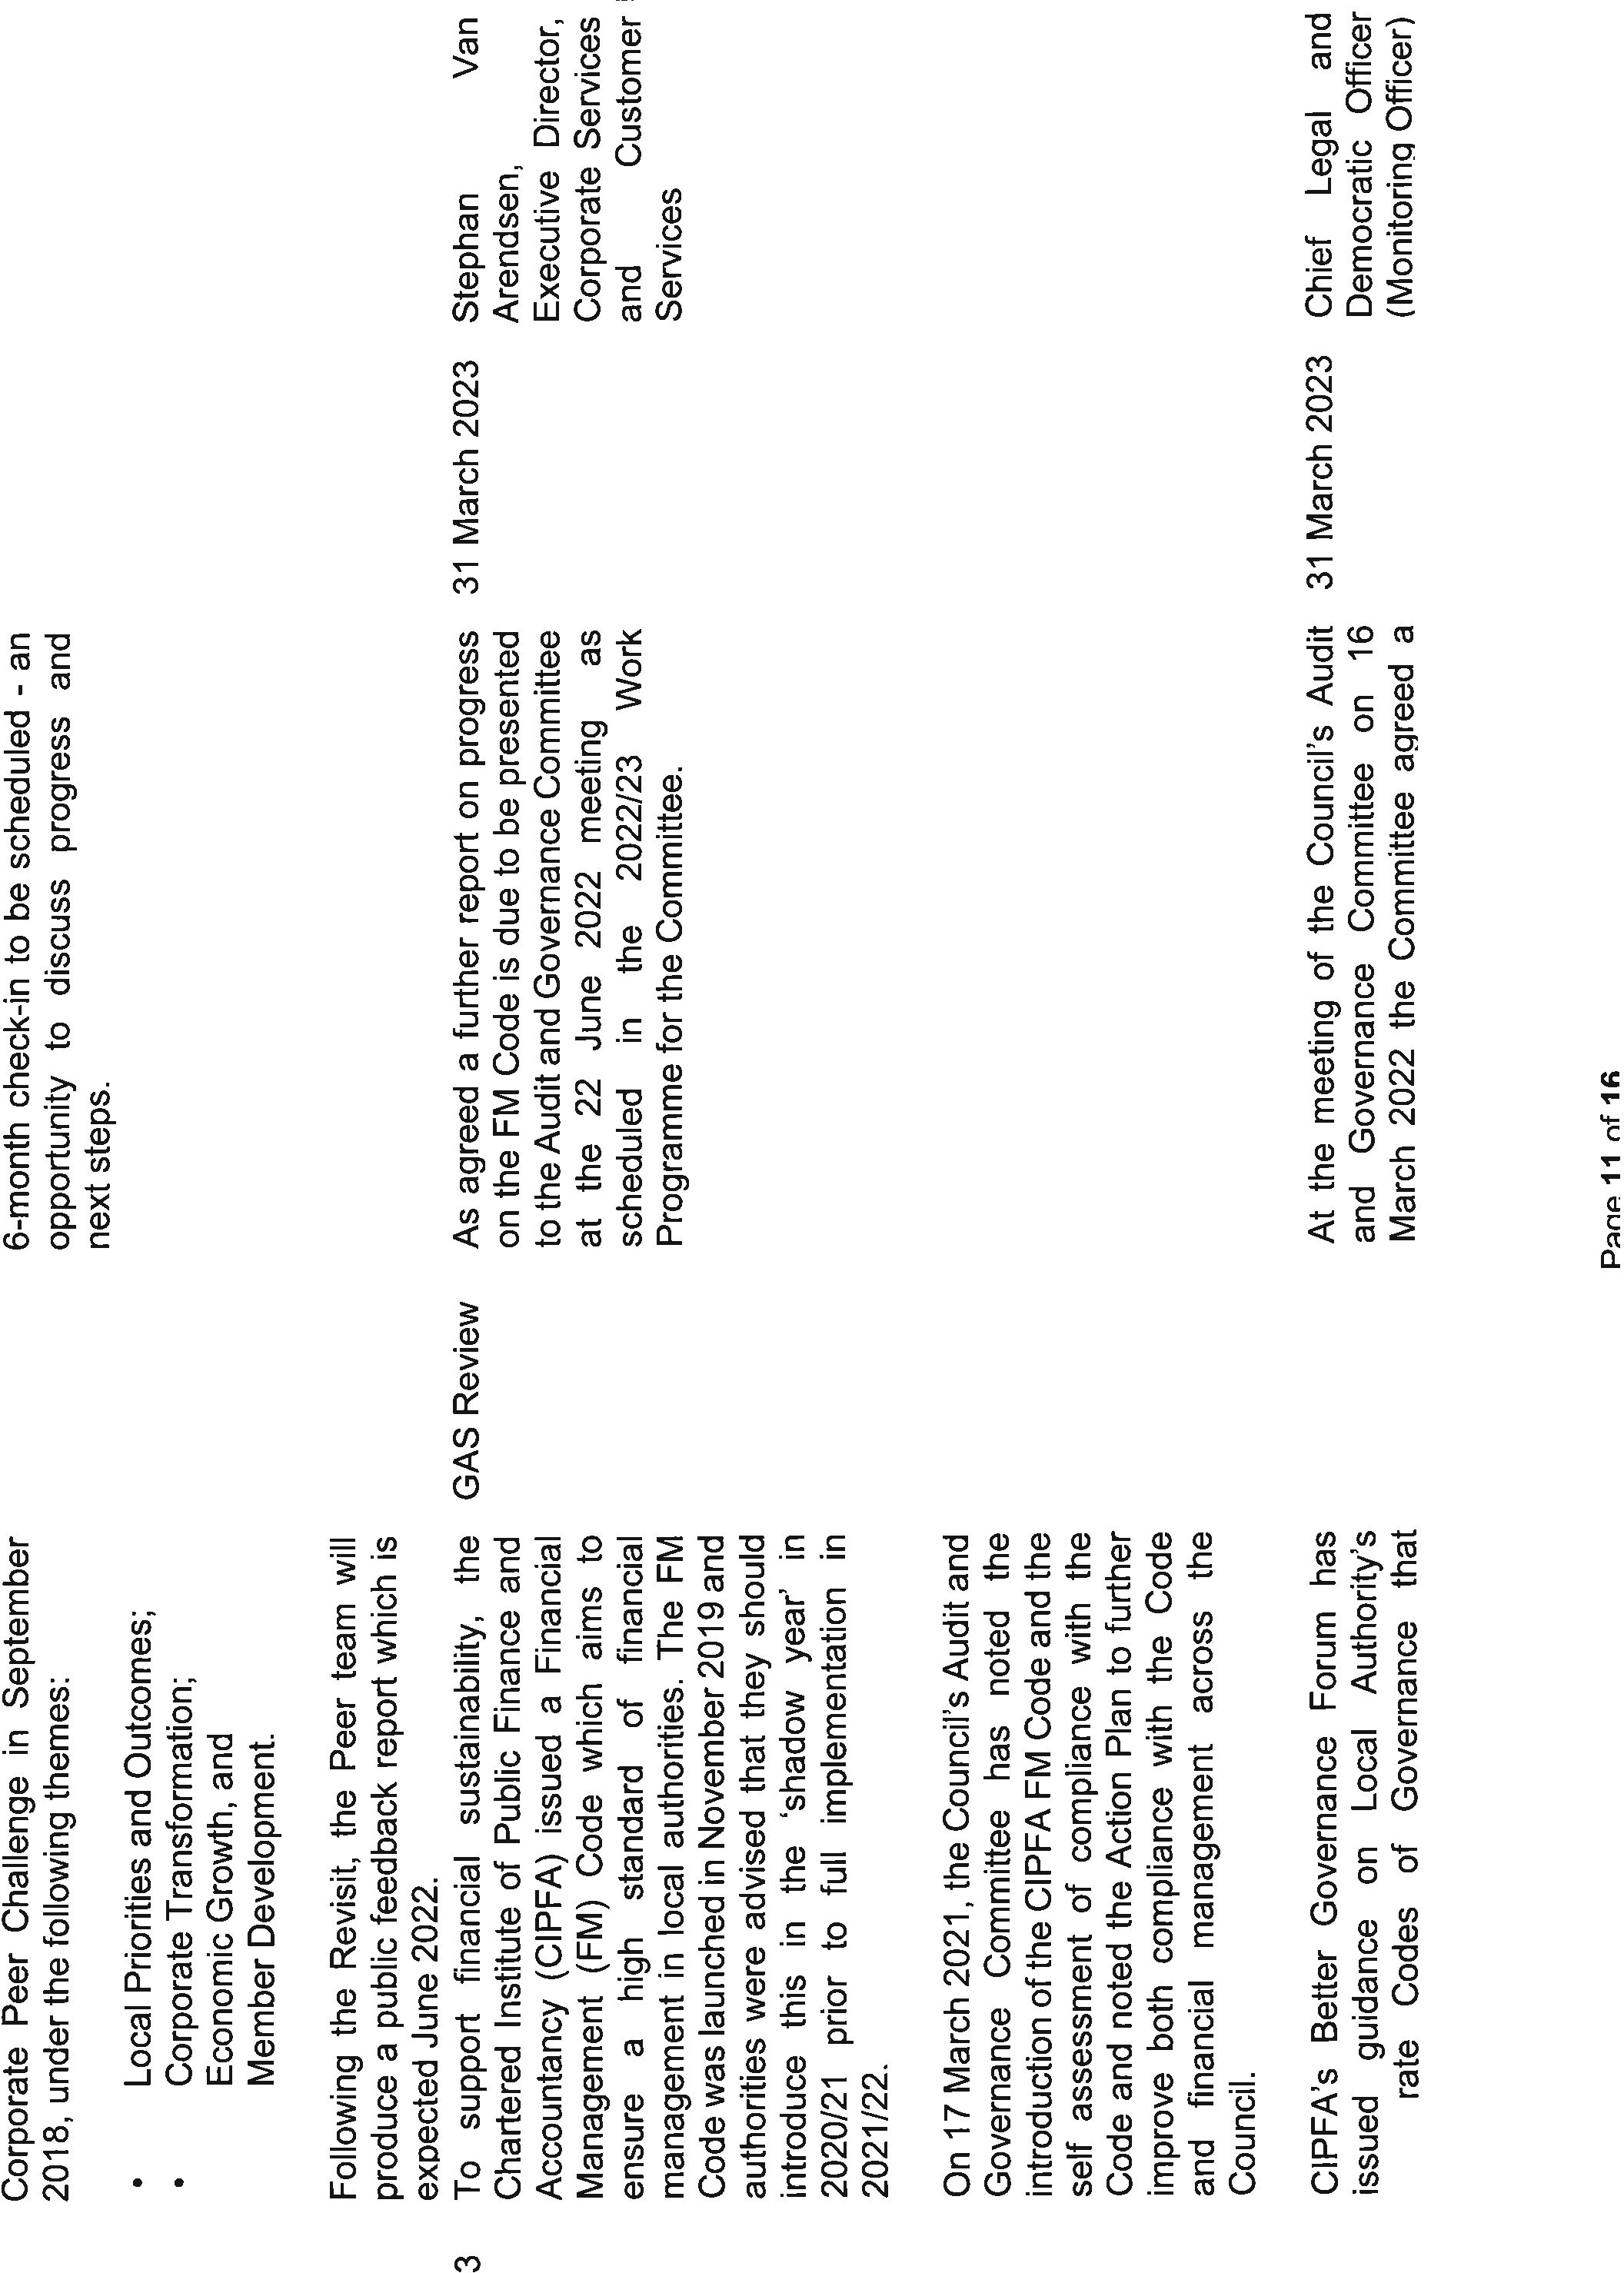 Corporate Peer Challenge in September
2018, under the following themes:
• Local Priorities and Outcomes;
• Corporate Transformation;
Economic Growth, and
Member Development.
Following the Revisit, the Peer team will
produce a public feedback report which is
expected June 2022.
6-month check-in to be scheduled - an
opportunity to discuss progress and
next steps.
3
To support financial sustainability, the
Chartered Institute of Public Finance and
Accountancy (CIPFA) issued a Financial
Management (FM) Code which aims to
ensure a high standard of financial
management in local authorities. The FM
Code was launched in November 2019 and
authorities were advised that they should
introduce this in the ‘shadow year’ in
2020/21 prior to full implementation in
2021/22.
On 17 March 2021, the Council's Audit and
Governance Committee has noted the
introduction of the CIPFA FM Code and the
self assessment of compliance with the
Code and noted the Action Plan to further
improve both compliance with the Code
and financial management across the
Council.
GAS Review
As agreed a further report on progress
on the FM Code is due to be presented
to the Audit and Governance Committee
at the 22 June 2022 meeting as
scheduled in the 2022/23 Work
Programme for the Committee.
31 March 2023
Stephan Van
Arendsen,
Executive Director,
Corporate Services
and Customer
Services
CIPFA's Better Governance Forum has
issued guidance on Local Authority's
rate Codes of Governance that
At the meeting of the Council's Audit
and Governance Committee on 16
March 2022 the Committee agreed a
31 March 2023
Chief Legal and
Democratic Officer
(Monitoring Officer)
Page 11 of 16